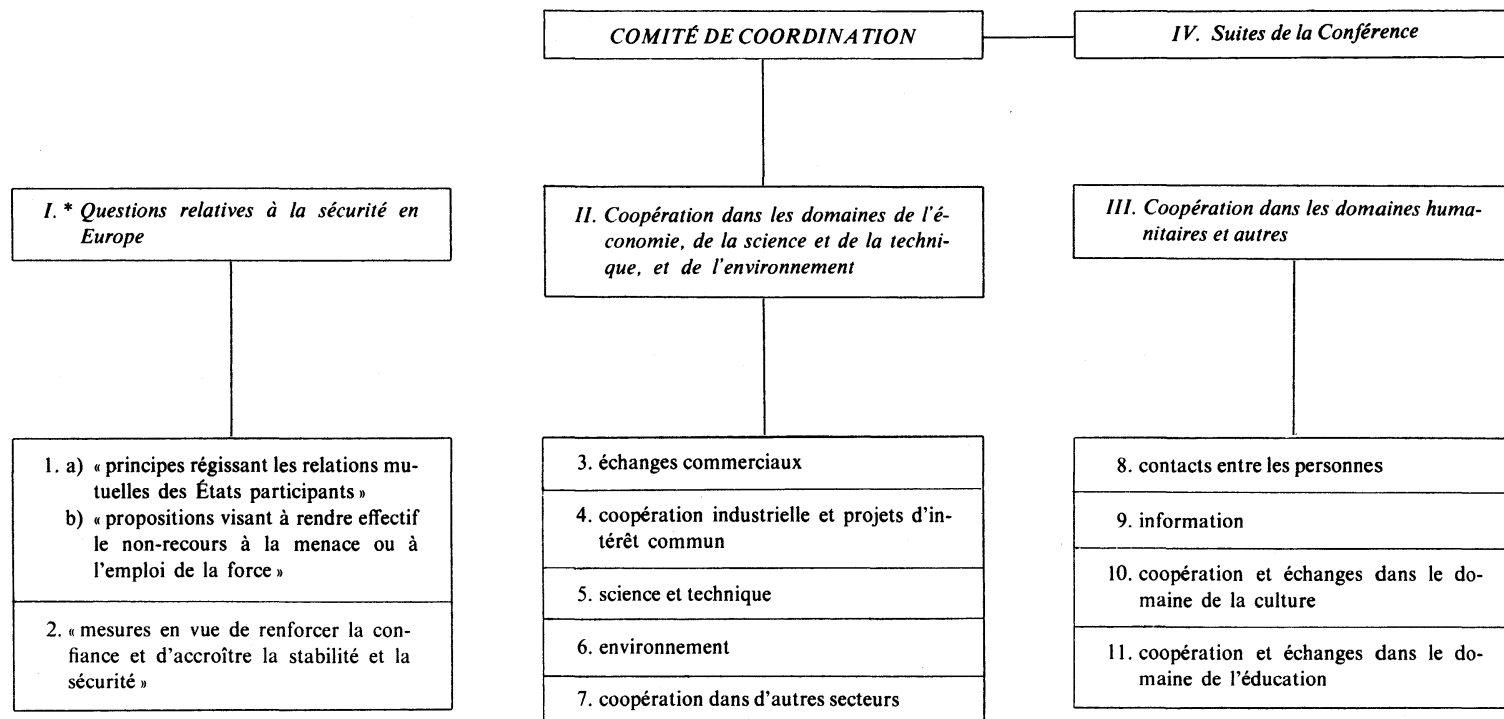 COMITÉ DE COORDINATION
IV. Suites de la Conférence
I. * Questions relatives à la sécurité en
Europe
II. Coopération dans les domaines de l'é-
conomie, de la science et de la techni-
que, et de l'environnement
III. Coopération dans les domaines huma-
nitaires et autres
1. a) « principes régissant les relations mu-
tuelles des États participants »
b) « propositions visant à rendre effectif
le non-recours à la menace ou à
l'emploi de la force »
2. « mesures en vue de renforcer la con-
fiance et d'accroître la stabilité et la
sécurité »
3. échanges commerciaux
4. coopération industrielle et projets d'in-
térêt commun
5. science et technique
6. environnement
7. coopération dans d'autres secteurs
8. contacts entre les personnes
9. information
10. coopération et échanges dans le do-
maine de la culture
11. coopération et échanges dans le do-
maine de l'éducation